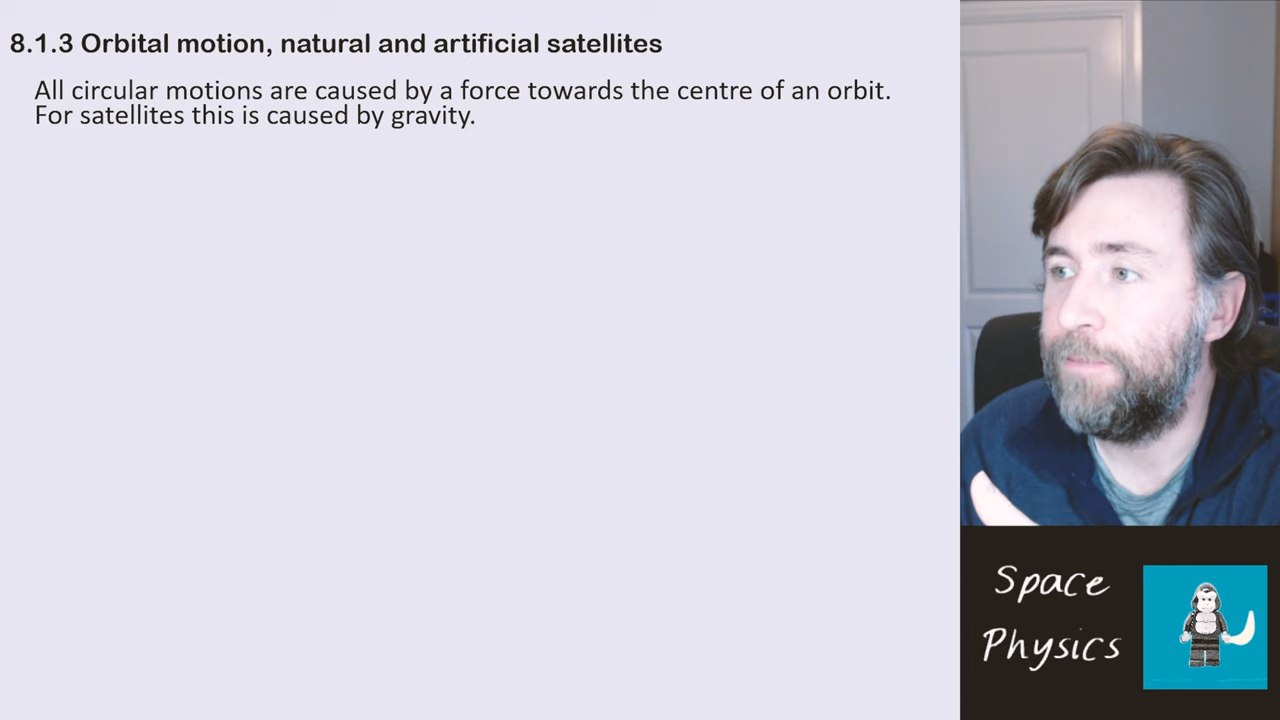 8.1.3 Orbital motion, natural and artificial satellites
All circular motions are caused by a force towards the centre of an orbit.
For satellites this is caused by gravity.
Space
Physics